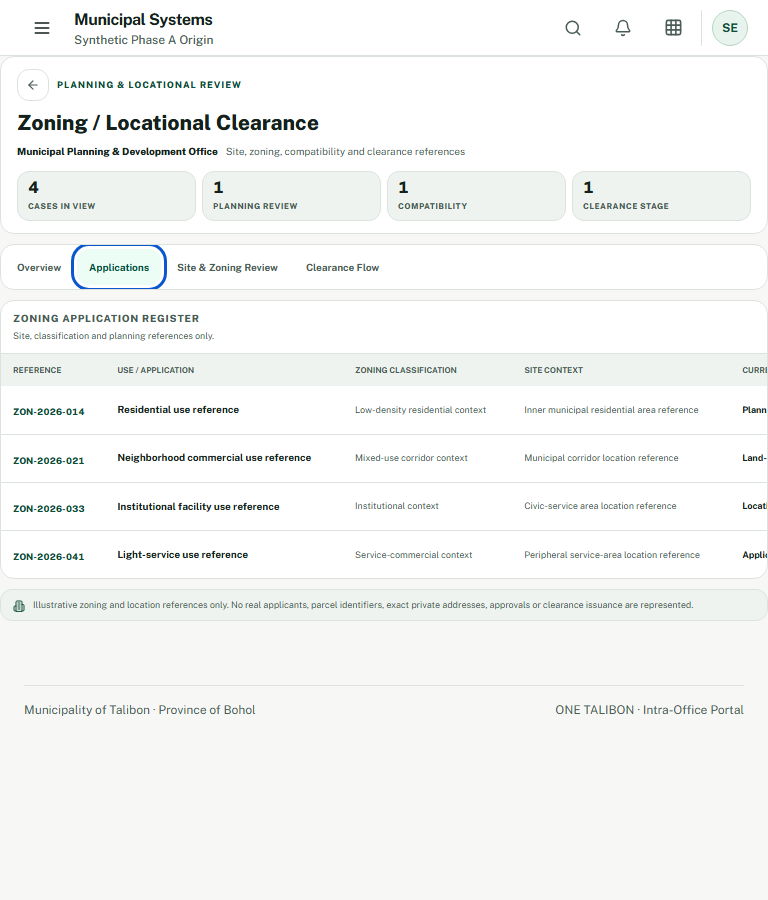 Municipal Systems
Synthetic Phase A Origin
SE
PLANNING & LOCATIONAL REVIEW
Zoning / Locational Clearance
Municipal Planning & Development Office Site, zoning, compatibility and clearance references
4 1 1 1
CASES IN VIEW PLANNING REVIEW COMPATIBILITY CLEARANCE STAGE
Overview Applications Site & Zoning Review Clearance Flow
ZONING APPLICATION REGISTER
Site, classification and planning references only.
REFERENCE USE / APPLICATION ZONING CLASSIFICATION SITE CONTEXT CURRE
ZON-2026-014 Residential use reference Low-density residential context Inner municipal residential area reference Plann
ZON-2026-021 Neighborhood commercial use reference Mixed-use corridor context Municipal corridor location reference Land-
ZON-2026-033 Institutional facility use reference Institutional context Civic-service area location reference Locati
ZON-2026-041 Light-service use reference Service-commercial context Peripheral service-area location reference Applic
Illustrative zoning and location references only. No real applicants, parcel identifiers, exact private addresses, approvals or clearance issuance are represented.
Municipality of Talibon · Province of Bohol ONE TALIBON · Intra-Office Portal